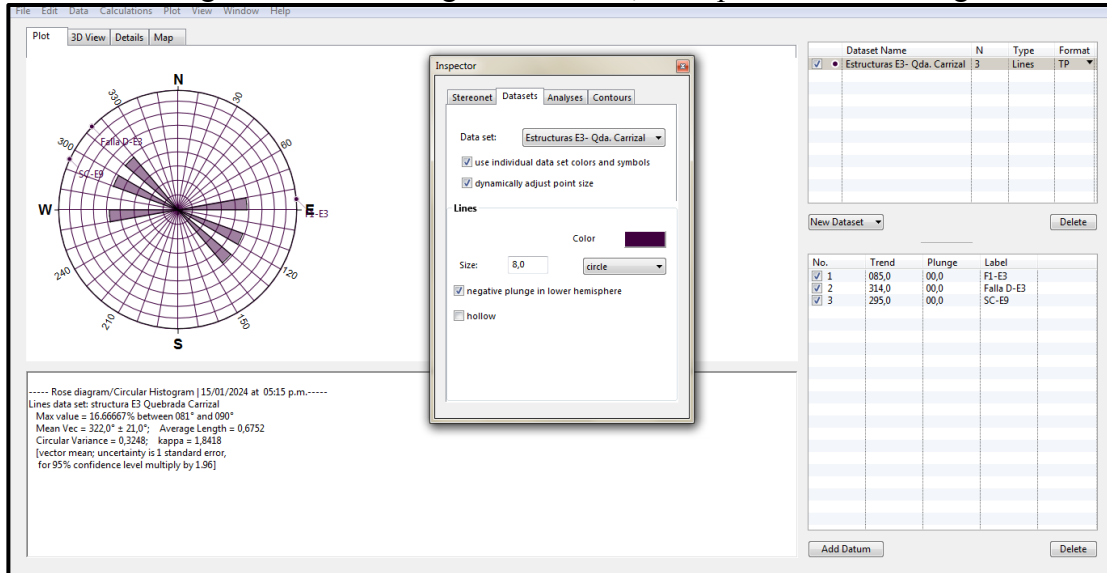 File Edit Data Calculations Plot View Window Help
Plot 3D View Details Map
N
30
60
E
120
150
S
210
240
W
300
330
Falla D-E3
SC-E9
F1-E3
Inspector
Stereonet Datasets Analyses Contours
Data set: Estructuras E3- Qda. Carrizal
use individual data set colors and symbols
dynamically adjust point size
Lines
Color
Size: 8,0 circle
negative plunge in lower hemisphere
hollow
Dataset Name N Type Format
Estructuras E3- Qda. Carrizal 3 Lines TP
New Dataset Delete
No. Trend Plunge Label
1 085,0 00,0 F1-E3
2 314,0 00,0 Falla D-E3
3 295,0 00,0 SC-E9
Add Datum Delete
----- Rose diagram/Circular Histogram | 15/01/2024 at 05:15 p.m.-----
Lines data set: structura E3 Quebrada Carrizal
Max value = 16.66667% between 081° and 090°
Mean Vec = 322,0° ± 21,0°; Average Length = 0,6752
Circular Variance = 0,3248; kappa = 1,8418
[vector mean; uncertainty is 1 standard error,
for 95% confidence level multiply by 1.96]